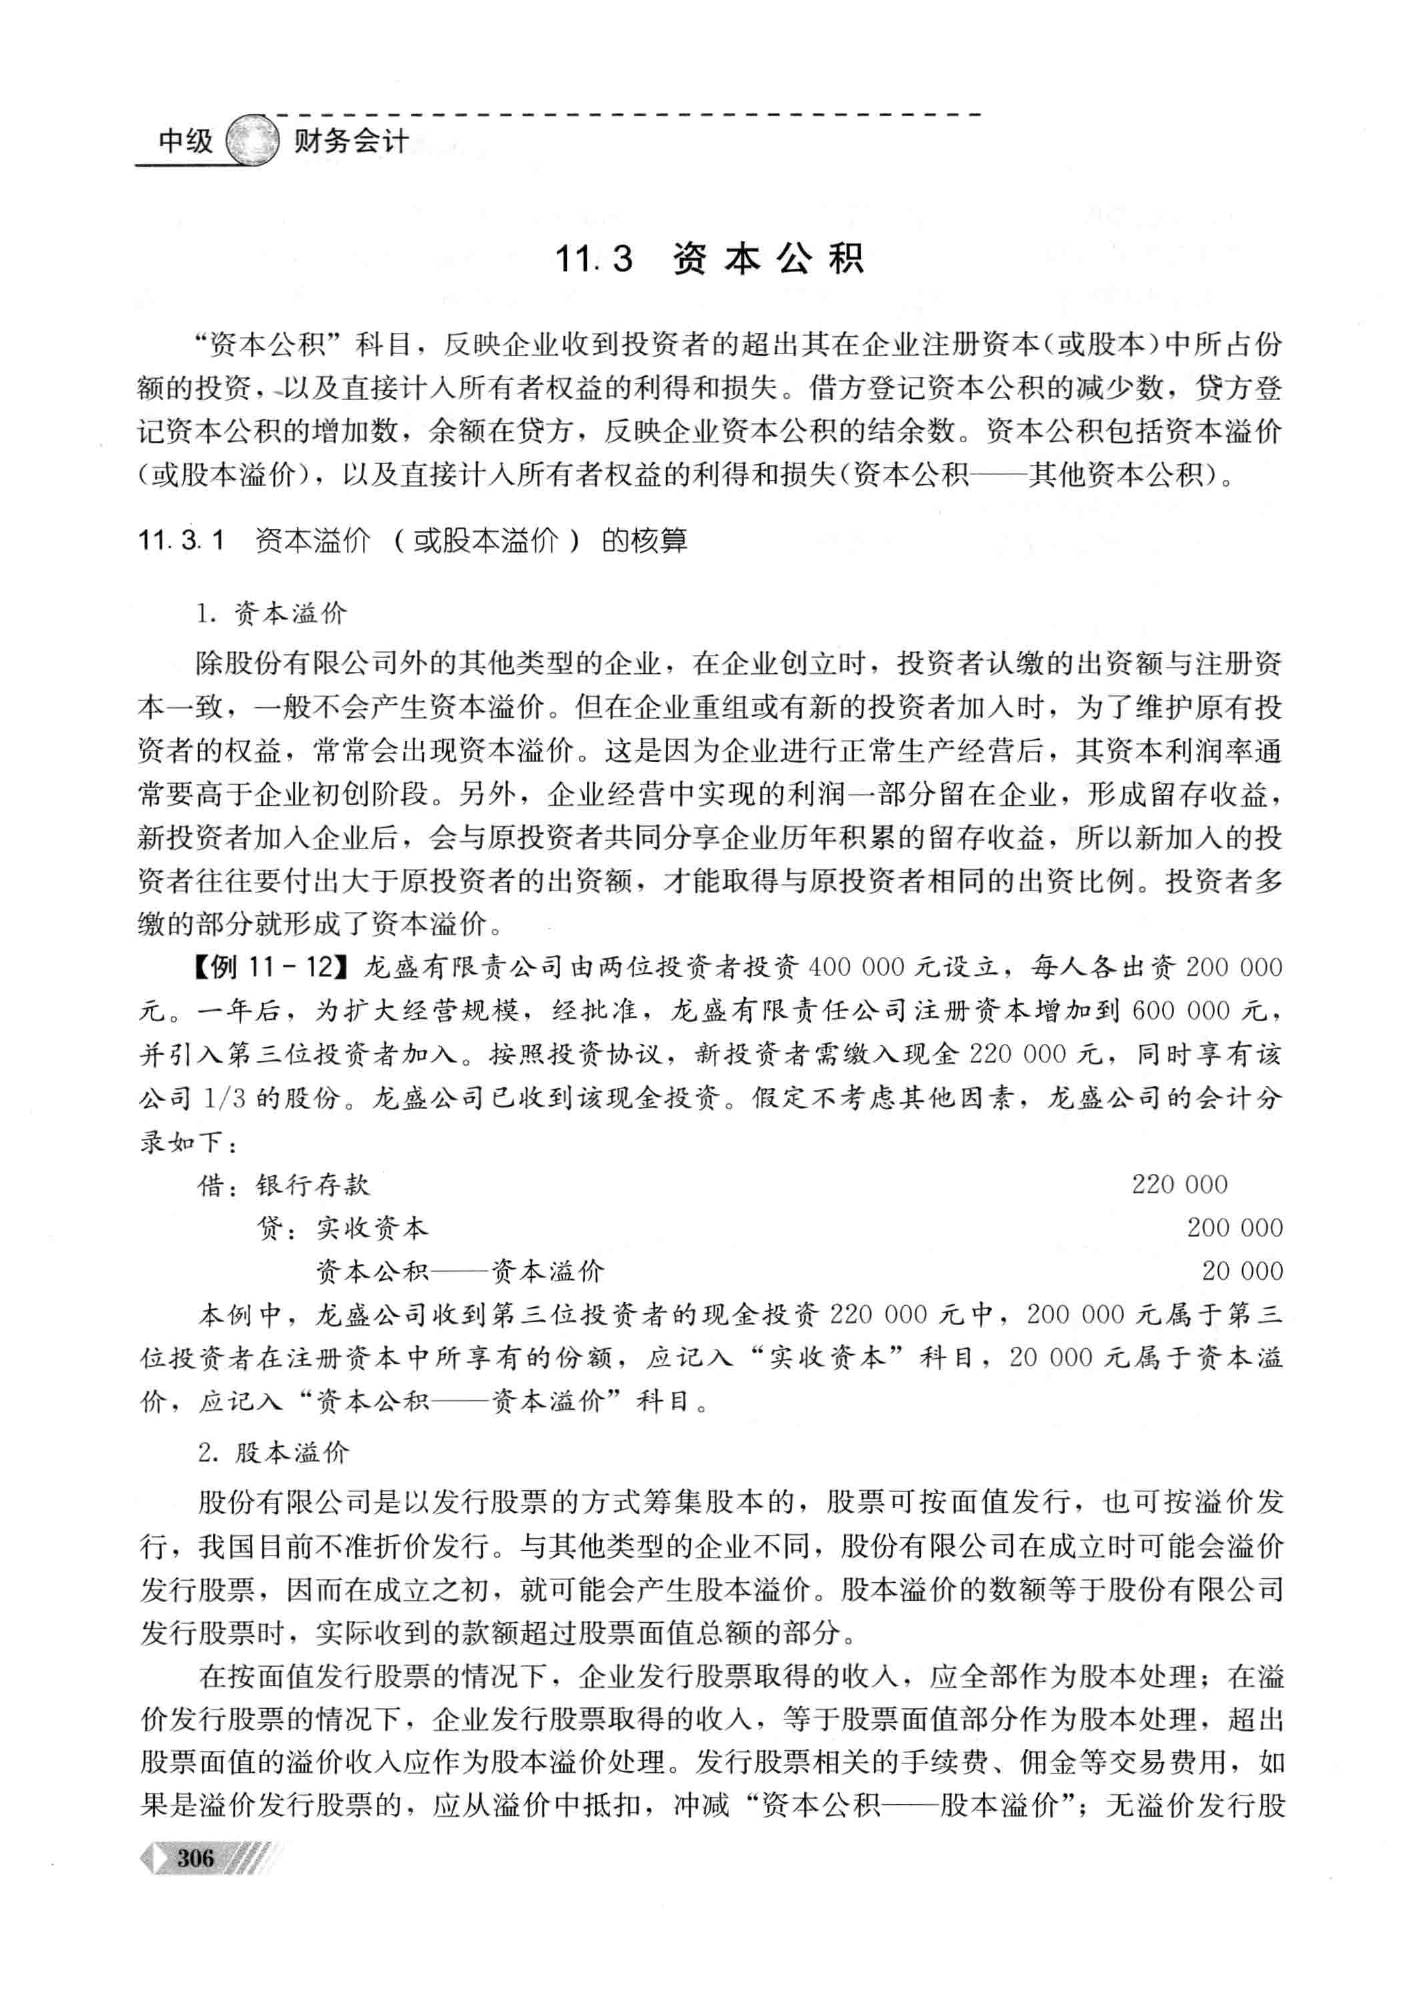 中级 财务会计
11.3 资本公积
“资本公积”科目，反映企业收到投资者的超出其在企业注册资本(或股本)中所占份
额的投资，以及直接计入所有者权益的利得和损失。借方登记资本公积的减少数，贷方登
记资本公积的增加数，余额在贷方，反映企业资本公积的结余数。资本公积包括资本溢价
(或股本溢价)，以及直接计入所有者权益的利得和损失(资本公积——其他资本公积)。
11.3.1 资本溢价（或股本溢价）的核算
1. 资本溢价
除股份有限公司外的其他类型的企业，在企业创立时，投资者认缴的出资额与注册资
本一致，一般不会产生资本溢价。但在企业重组或有新的投资者加入时，为了维护原有投
资者的权益，常常会出现资本溢价。这是因为企业进行正常生产经营后，其资本利润率通
常要高于企业初创阶段。另外，企业经营中实现的利润一部分留在企业，形成留存收益，
新投资者加入企业后，会与原投资者共同分享企业历年积累的留存收益，所以新加入的投
资者往往要付出大于原投资者的出资额，才能取得与原投资者相同的出资比例。投资者多
缴的部分就形成了资本溢价。
【例 11-12】龙盛有限责公司由两位投资者投资 400 000 元设立，每人各出资 200 000
元。一年后，为扩大经营规模，经批准，龙盛有限责任公司注册资本增加到 600 000 元，
并引入第三位投资者加入。按照投资协议，新投资者需缴入现金 220 000 元，同时享有该
公司 1/3 的股份。龙盛公司已收到该现金投资。假定不考虑其他因素，龙盛公司的会计分
录如下：
借：银行存款 220 000
贷：实收资本 200 000
资本公积——资本溢价 20 000
本例中，龙盛公司收到第三位投资者的现金投资 220 000 元中，200 000 元属于第三
位投资者在注册资本中所享有的份额，应记入“实收资本”科目，20 000 元属于资本溢
价，应记入“资本公积——资本溢价”科目。
2. 股本溢价
股份有限公司是以发行股票的方式筹集股本的，股票可按面值发行，也可按溢价发
行，我国目前不准折价发行。与其他类型的企业不同，股份有限公司在成立时可能会溢价
发行股票，因而在成立之初，就可能会产生股本溢价。股本溢价的数额等于股份有限公司
发行股票时，实际收到的款额超过股票面值总额的部分。
在按面值发行股票的情况下，企业发行股票取得的收入，应全部作为股本处理；在溢
价发行股票的情况下，企业发行股票取得的收入，等于股票面值部分作为股本处理，超出
股票面值的溢价收入应作为股本溢价处理。发行股票相关的手续费、佣金等交易费用，如
果是溢价发行股票的，应从溢价中抵扣，冲减“资本公积——股本溢价”；无溢价发行股
306